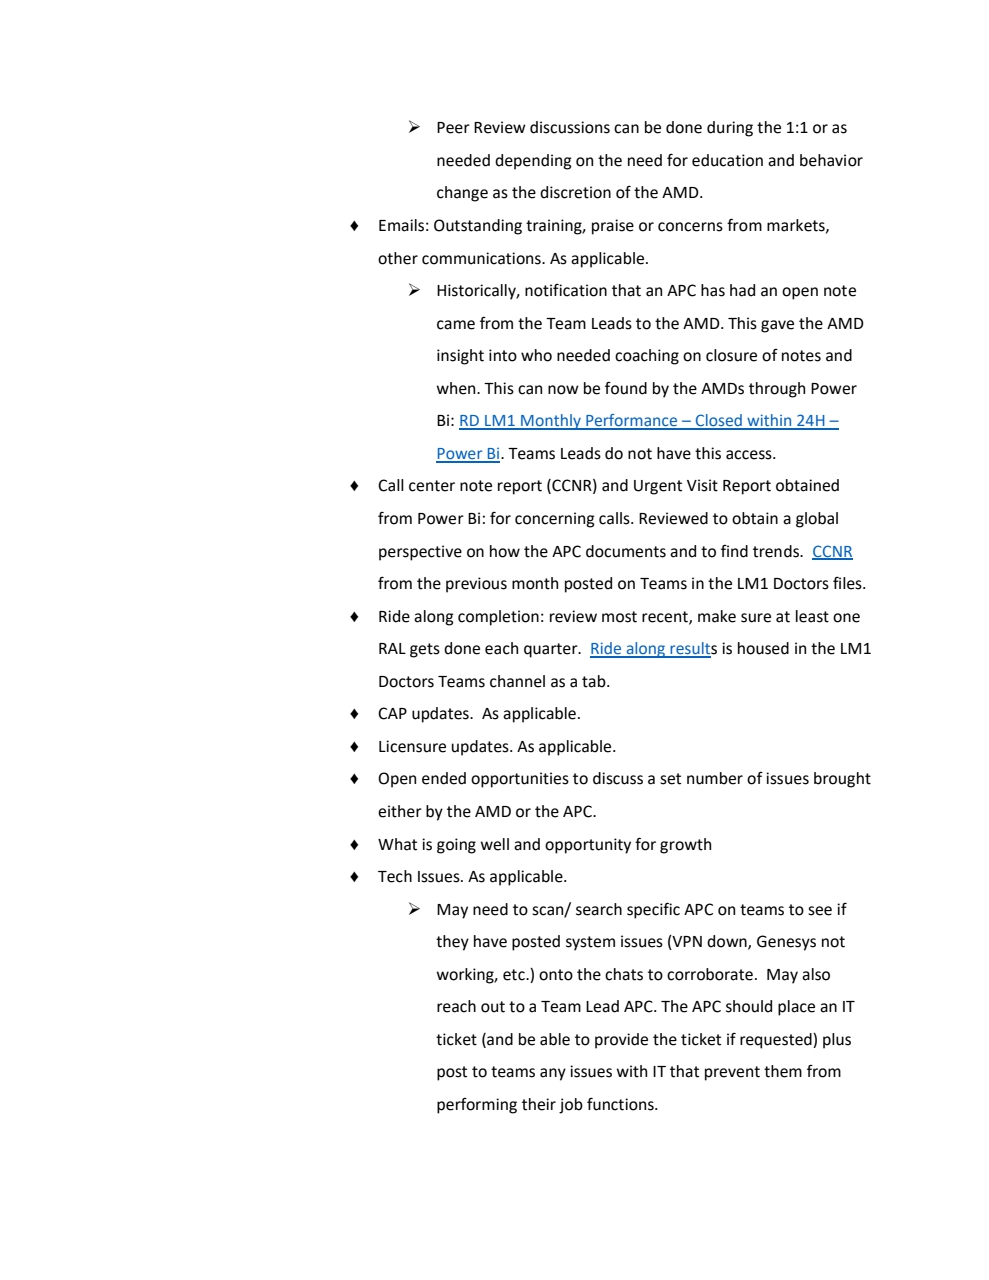 ➢ Peer Review discussions can be done during the 1:1 or as
needed depending on the need for education and behavior
change as the discretion of the AMD.
♦ Emails: Outstanding training, praise or concerns from markets,
other communications. As applicable.
➢ Historically, notification that an APC has had an open note
came from the Team Leads to the AMD. This gave the AMD
insight into who needed coaching on closure of notes and
when. This can now be found by the AMDs through Power
Bi: RD LM1 Monthly Performance – Closed within 24H –
Power Bi. Teams Leads do not have this access.
♦ Call center note report (CCNR) and Urgent Visit Report obtained
from Power Bi: for concerning calls. Reviewed to obtain a global
perspective on how the APC documents and to find trends.  CCNR
from the previous month posted on Teams in the LM1 Doctors files.
♦ Ride along completion: review most recent, make sure at least one
RAL gets done each quarter.  Ride along results is housed in the LM1
Doctors Teams channel as a tab.
♦ CAP updates.  As applicable.
♦ Licensure updates. As applicable.
♦ Open ended opportunities to discuss a set number of issues brought
either by the AMD or the APC.
♦ What is going well and opportunity for growth
♦ Tech Issues. As applicable.
➢ May need to scan/ search specific APC on teams to see if
they have posted system issues (VPN down, Genesys not
working, etc.) onto the chats to corroborate.  May also
reach out to a Team Lead APC. The APC should place an IT
ticket (and be able to provide the ticket if requested) plus
post to teams any issues with IT that prevent them from
performing their job functions.